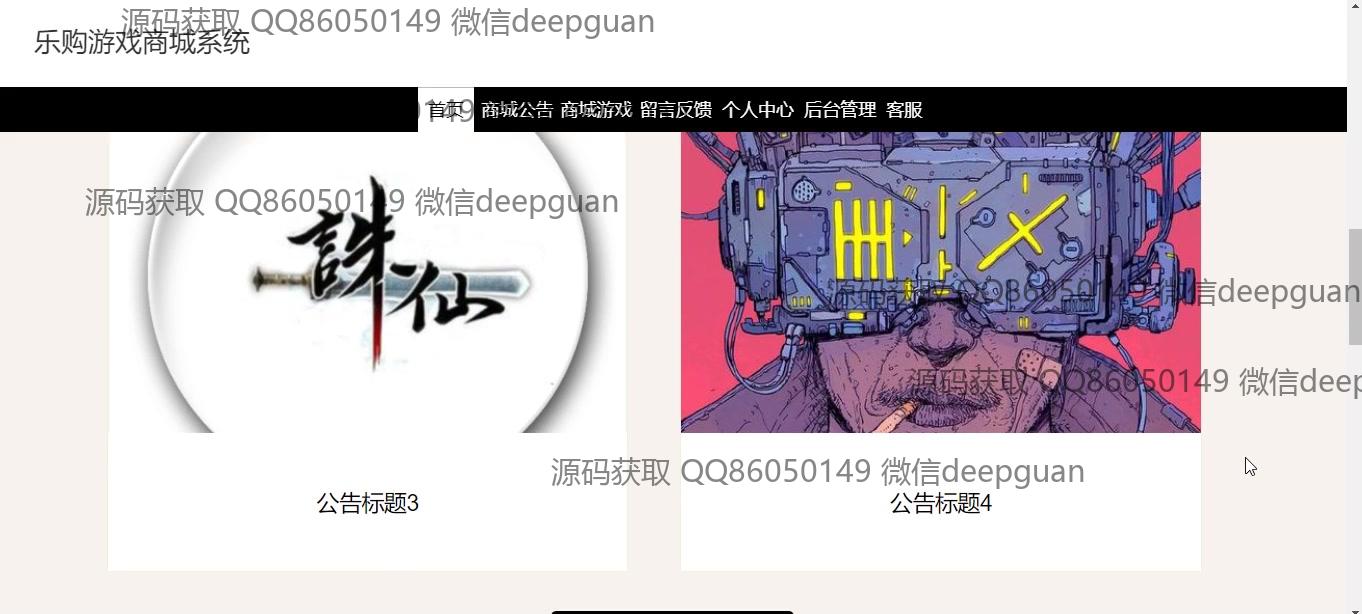 源码获取 QQ86050149 微信deepguan
乐购游戏商城系统
首页 商城公告 商城游戏 留言反馈 个人中心 后台管理 客服
源码获取 QQ86050149 微信deepguan
誅仙
源码获取 QQ86050149 微信deepguan
源码获取 QQ86050149 微信deep
源码获取 QQ86050149 微信deepguan
公告标题3
公告标题4